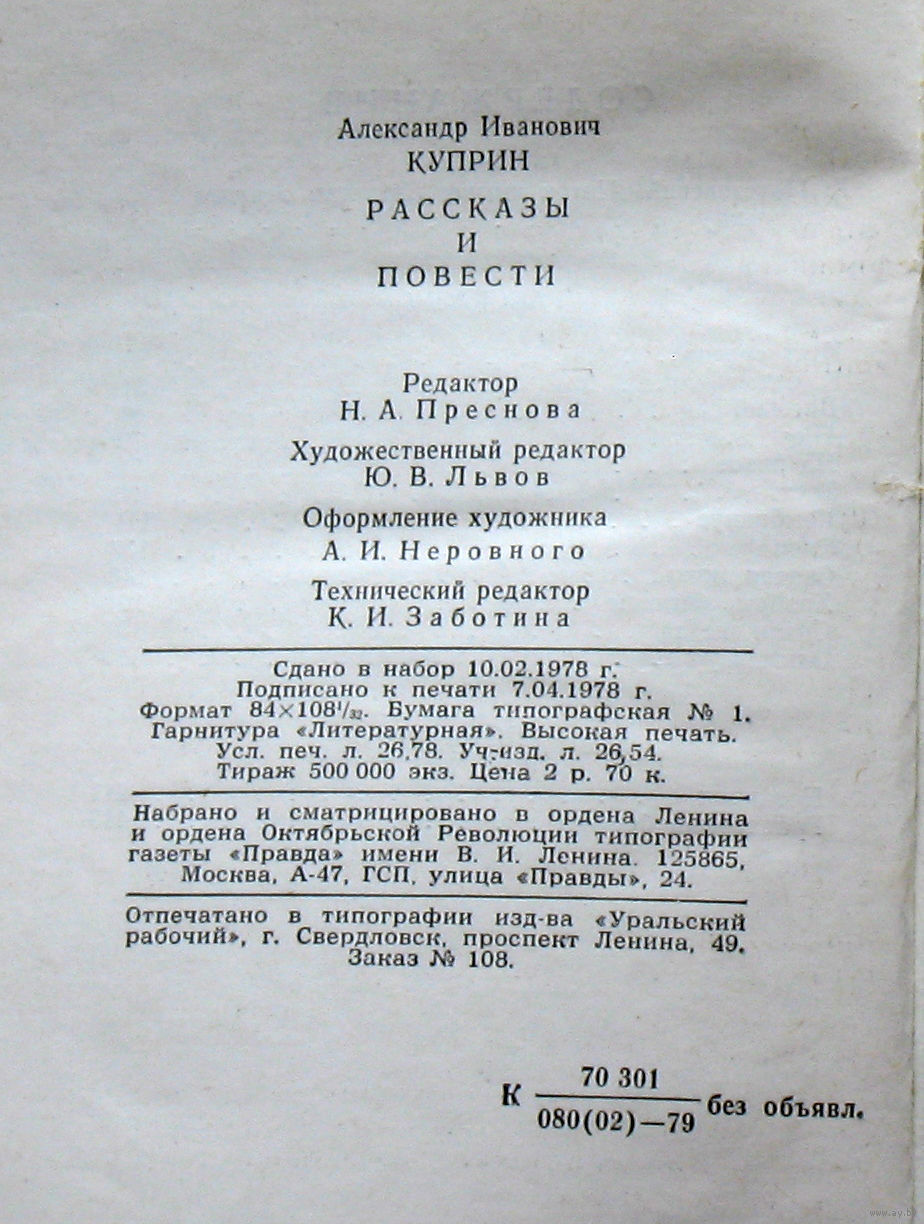 Александр Иванович
КУПРИН
РАССКАЗЫ
И
ПОВЕСТИ
Редактор
Н. А. Преснова
Художественный редактор
Ю. В. Львов
Оформление художника
А. И. Неровного
Технический редактор
К. И. Заботина
Сдано в набор 10.02.1978 г.
Подписано к печати 7.04.1978 г.
Формат 84×108¹/₃₂. Бумага типографская № 1.
Гарнитура «Литературная». Высокая печать.
Усл. печ. л. 26,78. Уч-изд. л. 26,54.
Тираж 500 000 экз. Цена 2 р. 70 к.
Набрано и сматрицировано в ордена Ленина
и ордена Октябрьской Революции типографии
газеты «Правда» имени В. И. Ленина. 125865,
Москва, А-47, ГСП, улица «Правды», 24.
Отпечатано в типографии изд-ва «Уральский
рабочий», г. Свердловск, проспект Ленина, 49.
Заказ № 108.
70 301
К без объявл.
080(02)—79